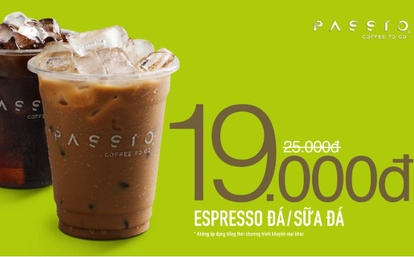 PASSIO
COFFEE TO GO
PASSIO
COFFEE TO GO
25.000đ
19.000đ
ESPRESSO ĐÁ/SỮA ĐÁ
* Không áp dụng đồng thời chương trình khuyến mại khác